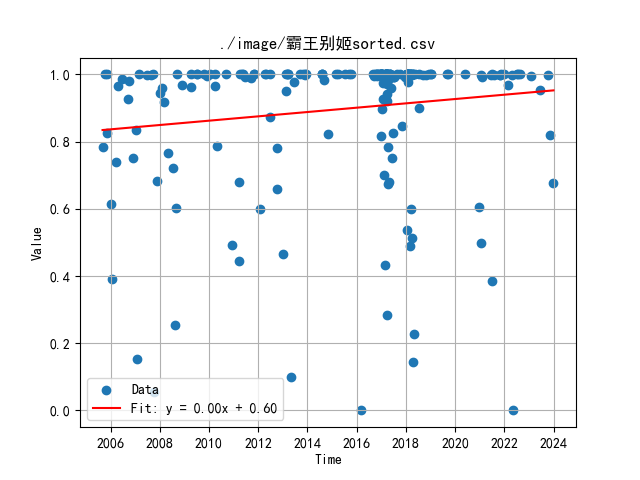 ./image/霸王别姬sorted.csv
1.0
0.8
0.6
0.4
0.2
0.0
Value
Data
Fit: y = 0.00x + 0.60
2006 2008 2010 2012 2014 2016 2018 2020 2022 2024
Time